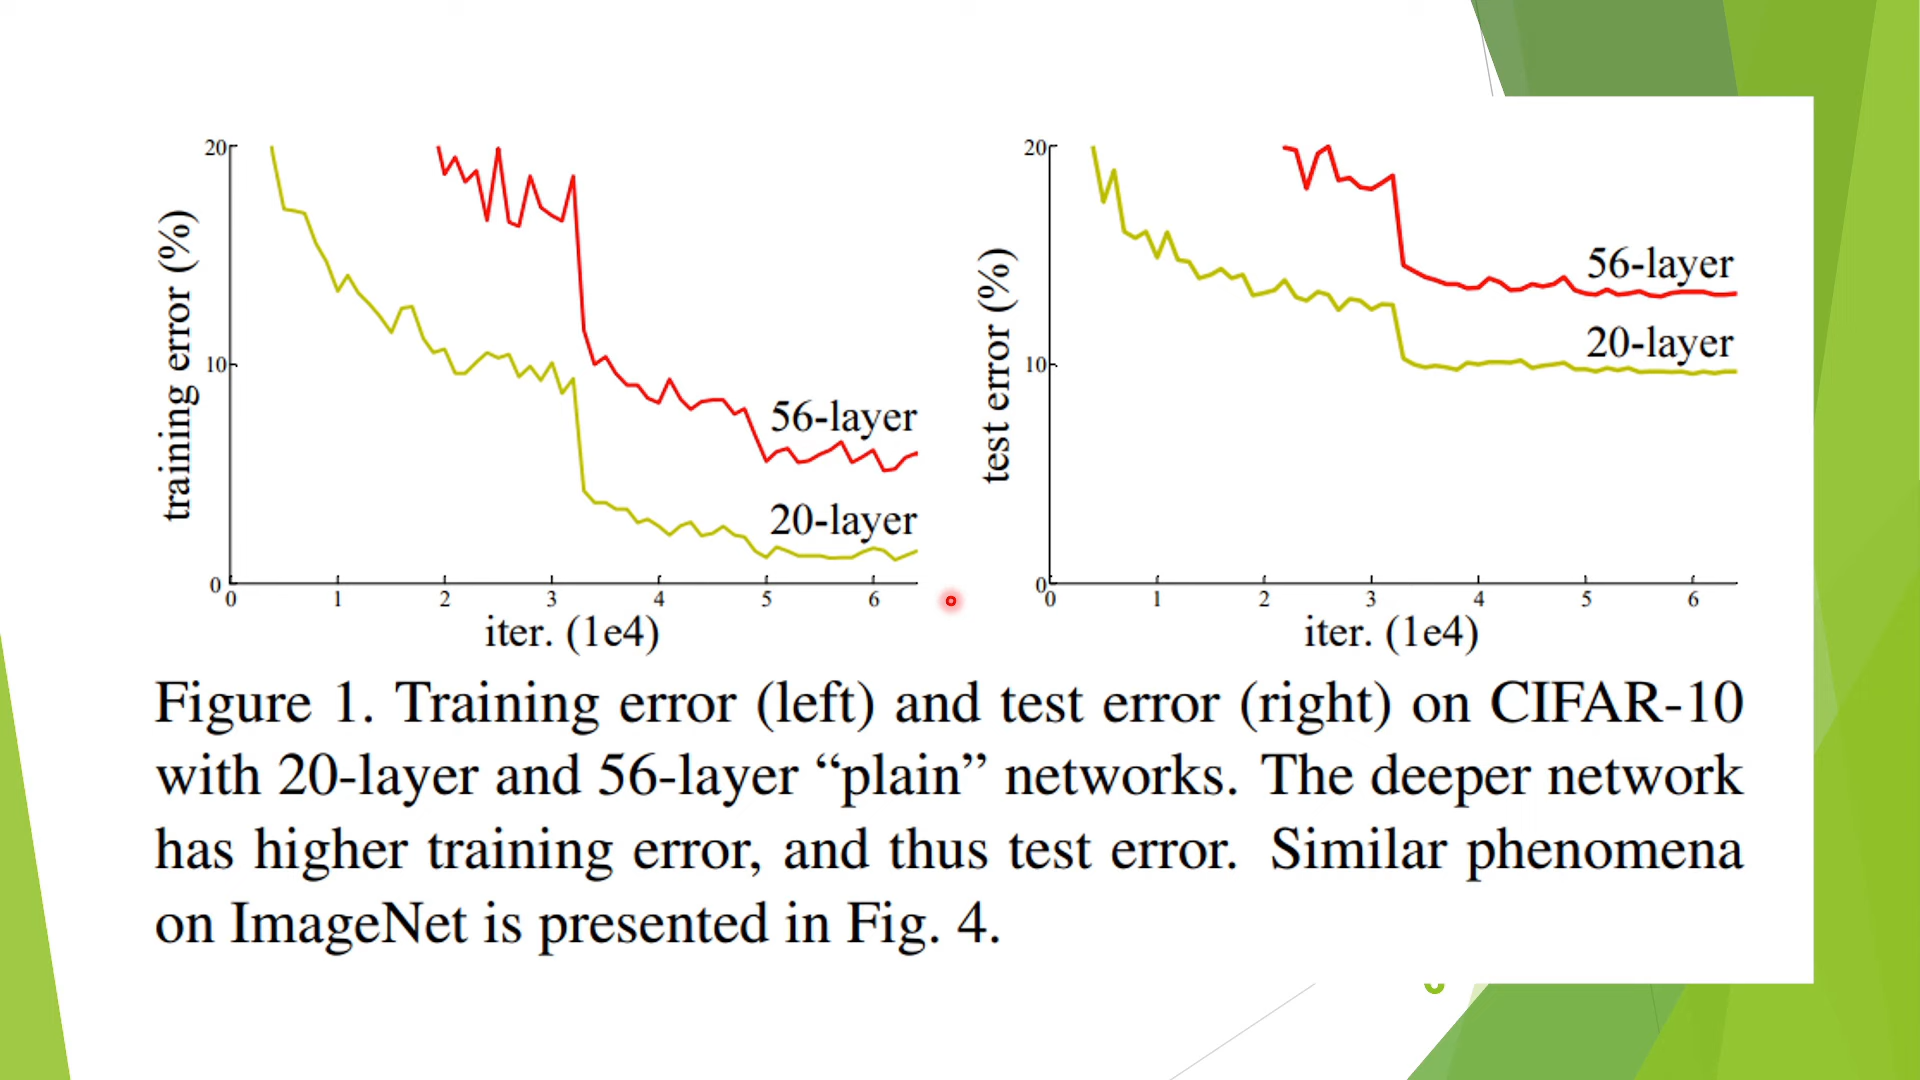 20
10
0
training error (%)
56-layer
20-layer
0 1 2 3 4 5 6
iter. (1e4)
20
10
0
test error (%)
56-layer
20-layer
0 1 2 3 4 5 6
iter. (1e4)
Figure 1. Training error (left) and test error (right) on CIFAR-10
with 20-layer and 56-layer “plain” networks. The deeper network
has higher training error, and thus test error. Similar phenomena
on ImageNet is presented in Fig. 4.